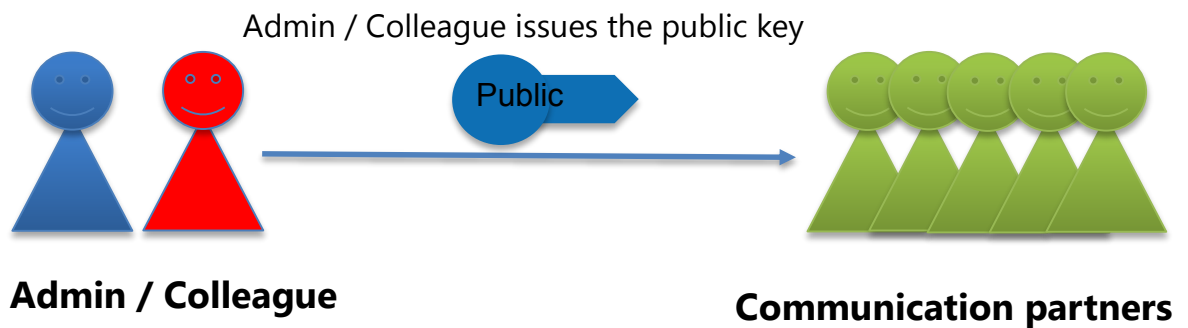 Admin / Colleague issues the public key
Public
Admin / Colleague
Communication partners